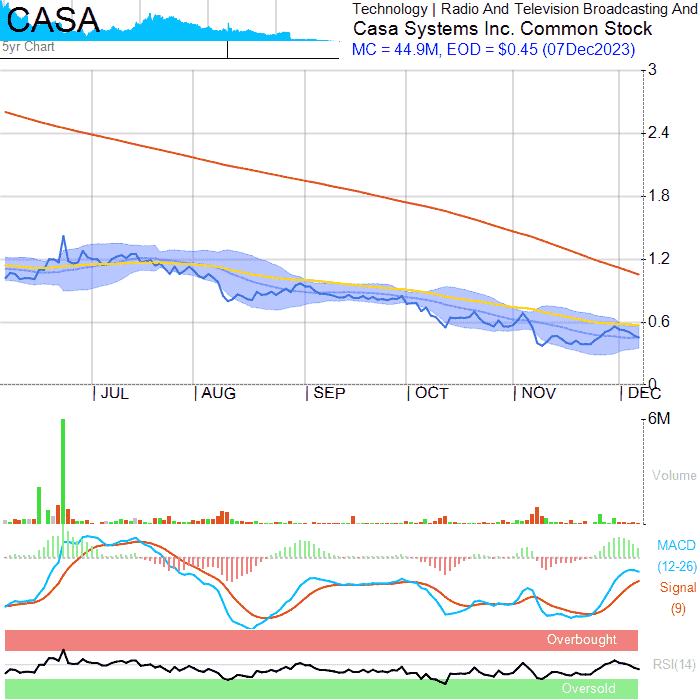 CASA
Technology | Radio And Television Broadcasting And
Casa Systems Inc. Common Stock
5yr Chart
MC = 44.9M, EOD = $0.45 (07Dec2023)
3
2.4
1.8
1.2
0.6
0
JUL
AUG
SEP
OCT
NOV
DEC
6M
Volume
MACD
(12-26)
Signal
(9)
Overbought
RSI(14)
Oversold